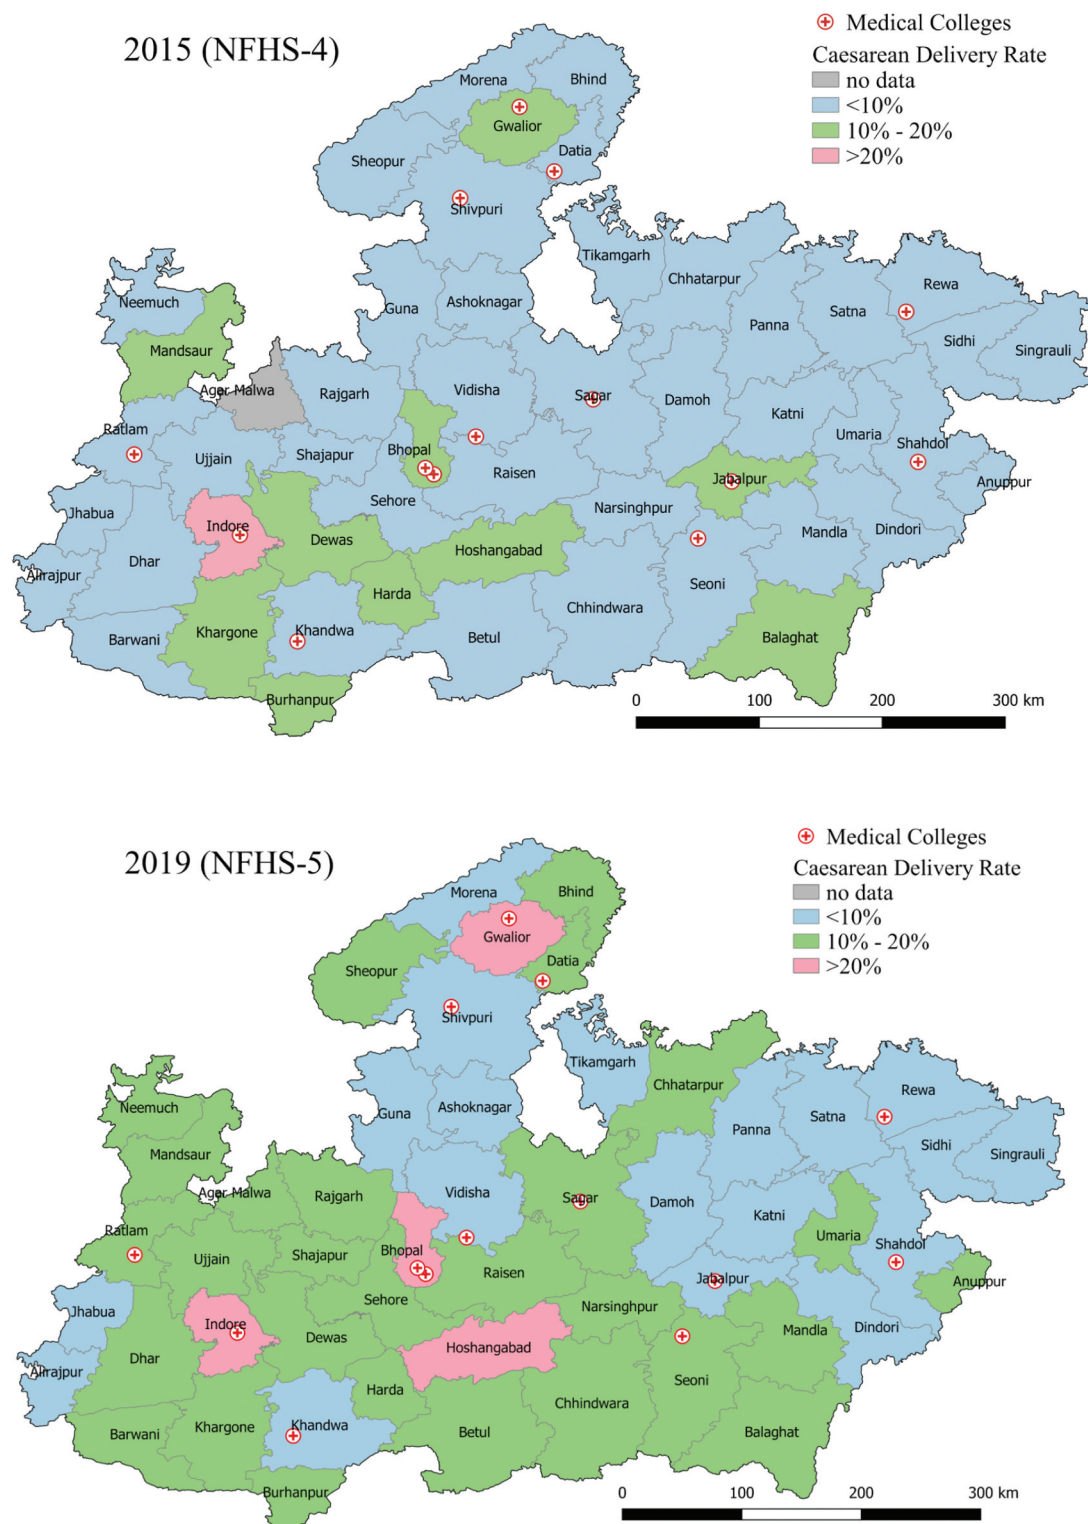 2015 (NFHS-4)
Medical Colleges
Caesarean Delivery Rate
no data
<10%
10% - 20%
>20%
Morena
Bhind
Gwalior
Sheopur
Datia
Shivpuri
Tikamgarh
Chhatarpur
Rewa
Neemuch
Guna
Ashoknagar
Panna
Satna
Sidhi
Singrauli
Mandsaur
Agar Malwa
Rajgarh
Vidisha
Sagar
Damoh
Katni
Ratlam
Ujjain
Shajapur
Bhopal
Raisen
Umaria
Shahdol
Anuppur
Jhabua
Indore
Sehore
Narsinghpur
Jabalpur
Dindori
Alirajpur
Dhar
Dewas
Hoshangabad
Mandla
Harda
Seoni
Barwani
Khargone
Khandwa
Betul
Chhindwara
Balaghat
Burhanpur
0 100 200 300 km
2019 (NFHS-5)
Medical Colleges
Caesarean Delivery Rate
no data
<10%
10% - 20%
>20%
Morena
Bhind
Gwalior
Sheopur
Datia
Shivpuri
Tikamgarh
Chhatarpur
Rewa
Neemuch
Guna
Ashoknagar
Panna
Satna
Sidhi
Singrauli
Mandsaur
Agar Malwa
Rajgarh
Vidisha
Sagar
Damoh
Katni
Ratlam
Ujjain
Shajapur
Bhopal
Raisen
Umaria
Shahdol
Anuppur
Jhabua
Indore
Sehore
Narsinghpur
Jabalpur
Dindori
Alirajpur
Dhar
Dewas
Hoshangabad
Mandla
Harda
Seoni
Barwani
Khargone
Khandwa
Betul
Chhindwara
Balaghat
Burhanpur
0 100 200 300 km